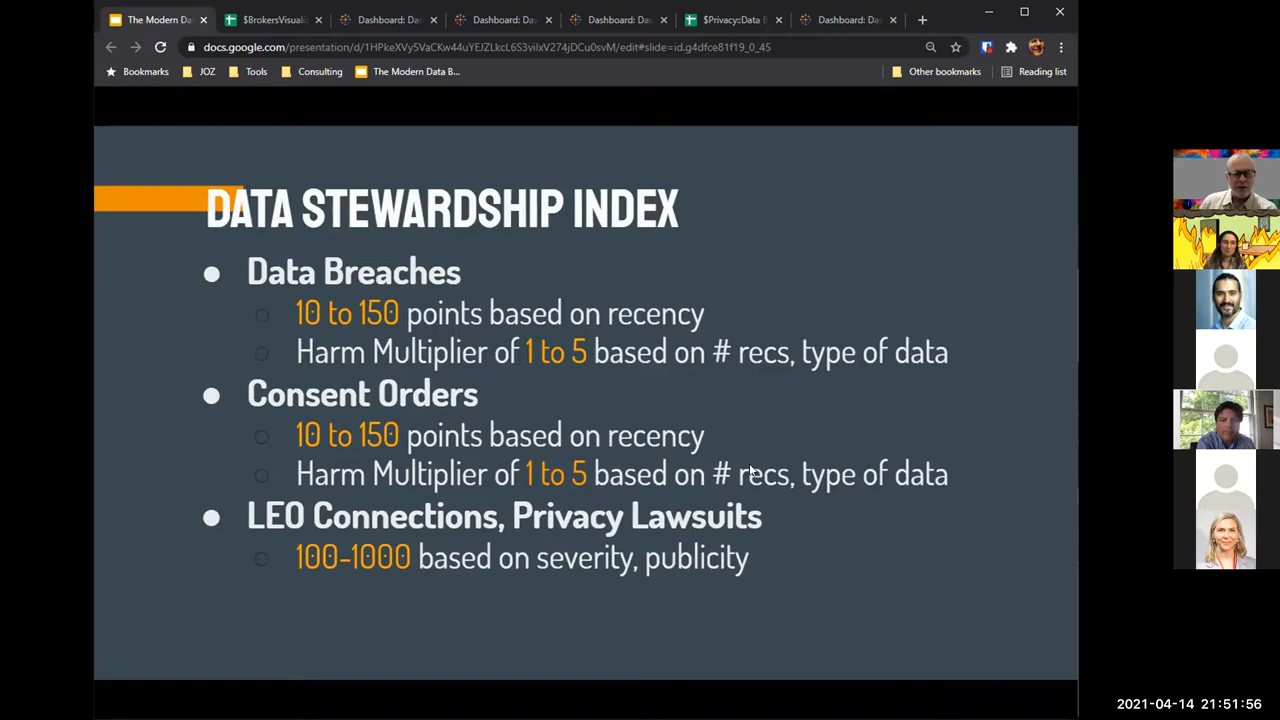 The Modern Da
$BrokersVisuali
Dashboard: Das
Dashboard: Das
Dashboard: Das
$Privacy::Data B
Dashboard: Das
docs.google.com/presentation/d/1HPkeXVy5VaCKw44uYEJZLkcL6S3vilxV274jDCu0svM/edit#slide=id.g4dfce81f19_0_45
Bookmarks
JOZ
Tools
Consulting
The Modern Data B...
Other bookmarks
Reading list
DATA STEWARDSHIP INDEX
● Data Breaches
○ 10 to 150 points based on recency
○ Harm Multiplier of 1 to 5 based on # recs, type of data
● Consent Orders
○ 10 to 150 points based on recency
○ Harm Multiplier of 1 to 5 based on # recs, type of data
● LEO Connections, Privacy Lawsuits
○ 100-1000 based on severity, publicity
2021-04-14 21:51:56